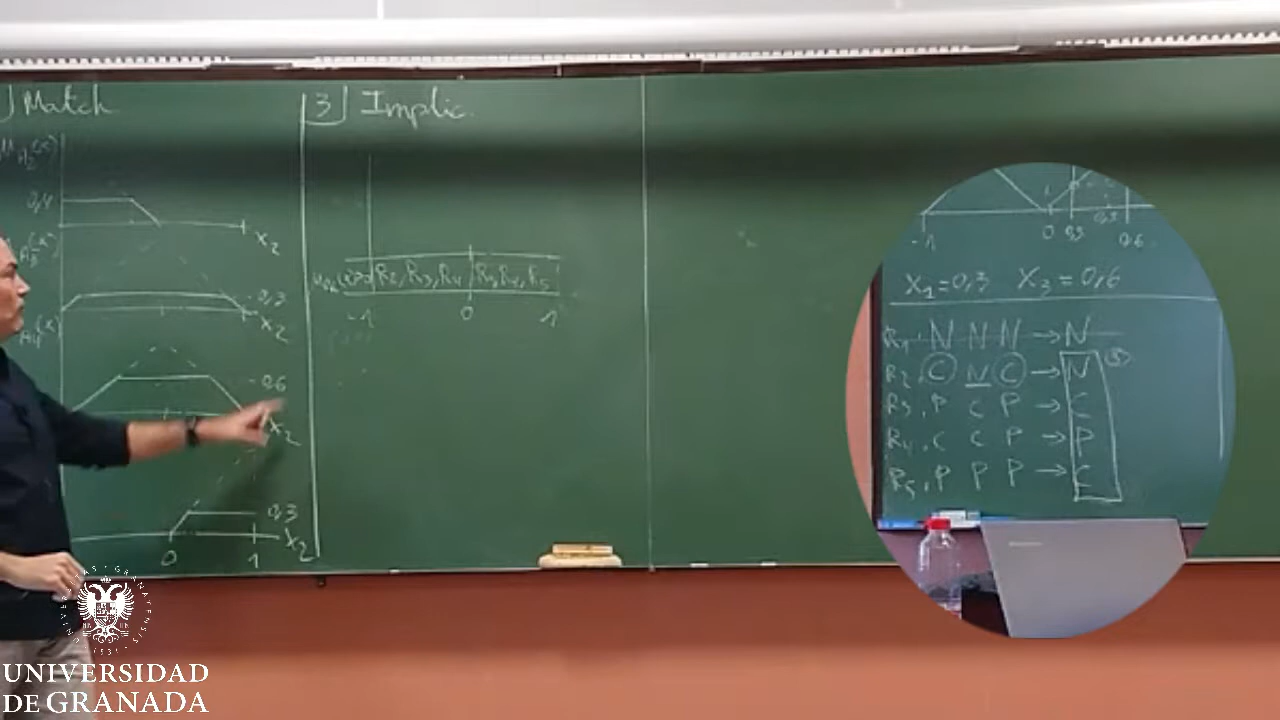 ] Match
0,4
X₂
0,3
X₂
0,6
X₂
0,3
0 1 X₂
3] Implic.
R₂, R₃, R₄ R₃, R₄, R₅
-1 0 1
-1 0 0,3 0,6
X₁=0,3 X₃=0,6
R₁. N N N → N
R₂. C N C → N
R₃. P C P → C
R₄. C C P → P
R₅. P P P → C
UNIVERSIDAD
DE GRANADA